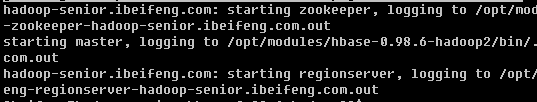 hadoop-senior.ibeifeng.com: starting zookeeper, logging to /opt/mod
-zookeeper-hadoop-senior.ibeifeng.com.out
starting master, logging to /opt/modules/hbase-0.98.6-hadoop2/bin/.
com.out
hadoop-senior.ibeifeng.com: starting regionserver, logging to /opt/
eng-regionserver-hadoop-senior.ibeifeng.com.out